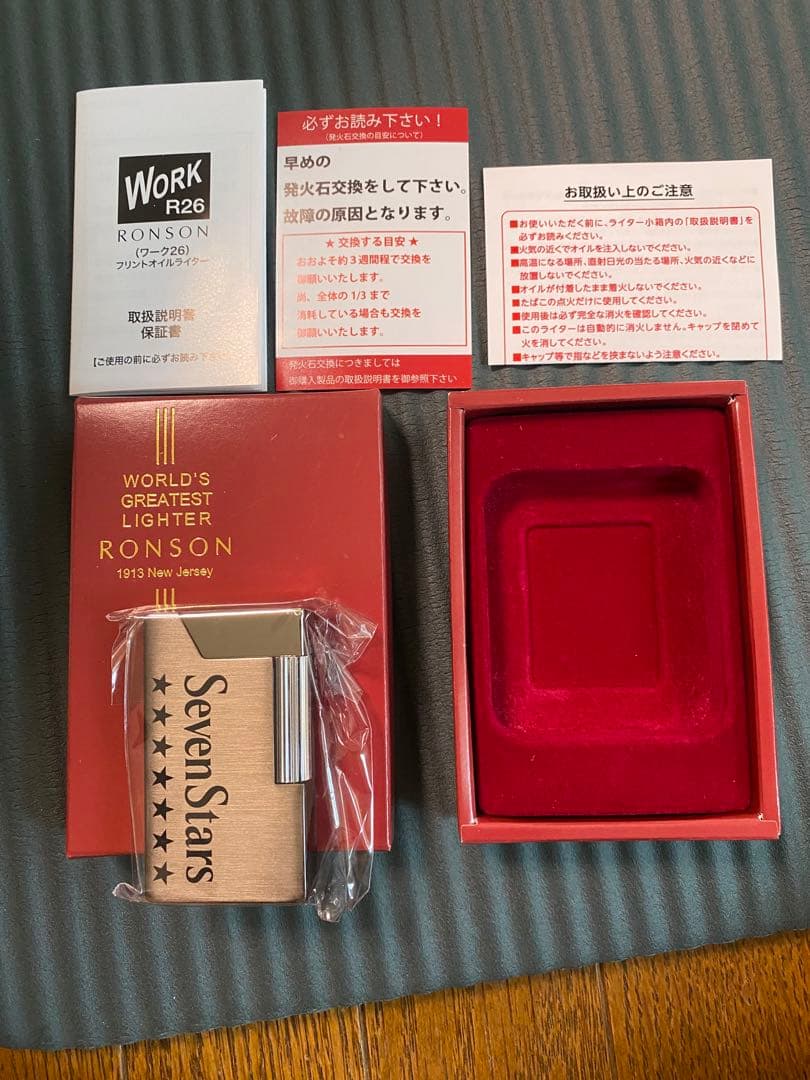 WORK
R26
RONSON
(ワーク26)
フリントオイルライター
取扱説明書
保証書
【ご使用の前に必ずお読み下さい
必ずお読み下さい!
(発火石交換の目安について)
早めの
発火石交換をして下さい。
故障の原因となります。
★ 交換する目安 ★
おおよそ約3週間程で交換を
御願いいたします。
尚、全体の 1/3 まで
消耗している場合も交換を
御願いいたします。
発火石交換につきましては
御購入製品の取扱説明書を御参照下さい
お取扱い上のご注意
■お使いいただく前に、ライター小箱内の「取扱説明書」を
必ずお読みください。
■火気の近くでオイルを注入しないでください。
■高温になる場所、直射日光の当たる場所、火気の近くなどに
放置しないでください。
■オイルが付着したまま着火しないでください。
■たばこの点火だけに使用してください。
■使用後は必ず完全な消火を確認してください。
■このライターは自動的に消火しません。キャップを閉めて
火を消してください。
■キャップ等で指などを挟まないよう注意ください。
WORLD'S
GREATEST
LIGHTER
RONSON
1913 New Jersey
SevenStars
★★★★★★★